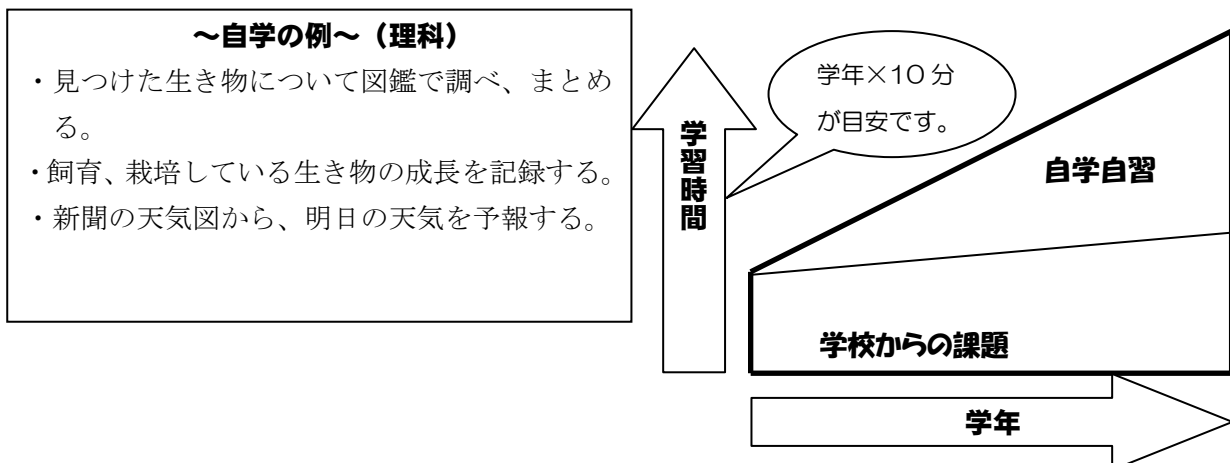 ～自学の例～（理科）
・見つけた生き物について図鑑で調べ、まとめ
る。
・飼育、栽培している生き物の成長を記録する。
・新聞の天気図から、明日の天気を予報する。
学習時間
学年×10 分
が目安です。
自学自習
学校からの課題
学年